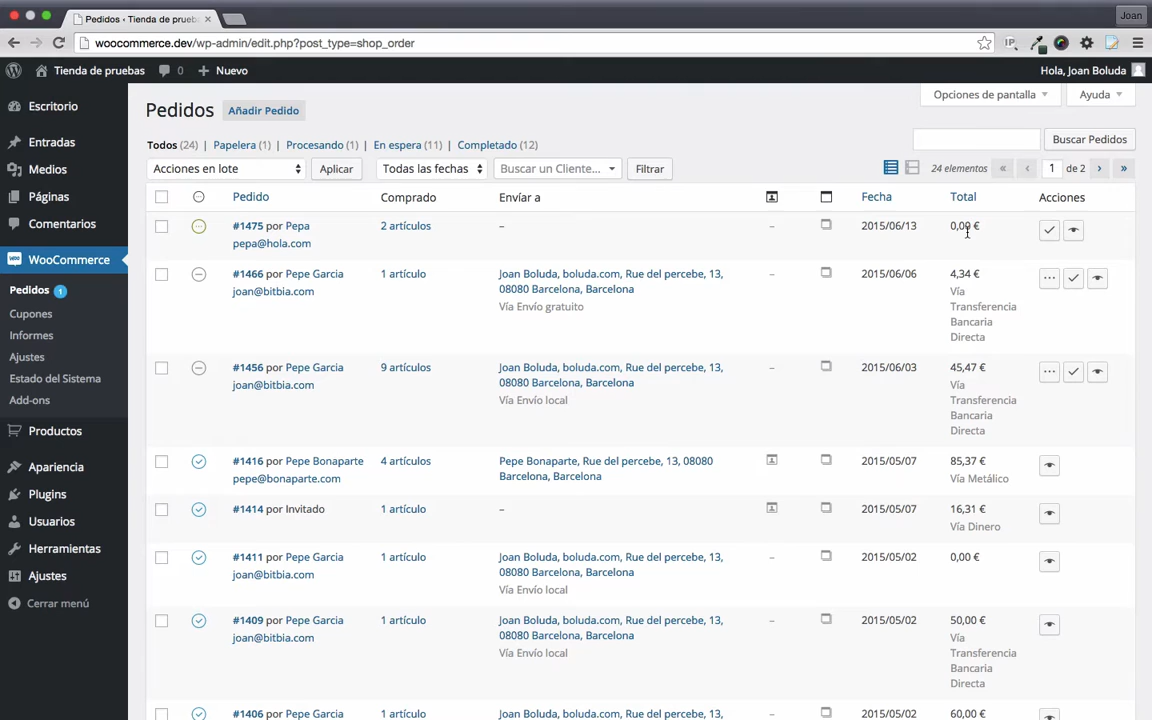 Pedidos ‹ Tienda de prueb
Joan
woocommerce.dev/wp-admin/edit.php?post_type=shop_order
Tienda de pruebas 0 Nuevo Hola, Joan Boluda
Escritorio
Entradas
Medios
Páginas
Comentarios
WooCommerce
Pedidos 1
Cupones
Informes
Ajustes
Estado del Sistema
Add-ons
Productos
Apariencia
Plugins
Usuarios
Herramientas
Ajustes
Cerrar menú
Opciones de pantalla Ayuda
Pedidos Añadir Pedido
Todos (24) | Papelera (1) | Procesando (1) | En espera (11) | Completado (12)
Buscar Pedidos
Acciones en lote Aplicar Todas las fechas Buscar un Cliente... Filtrar 24 elementos « ‹ 1 de 2 › »
Pedido Comprado Envíar a Fecha Total Acciones
#1475 por Pepa 2 artículos – – 2015/06/13 0,00 €
pepa@hola.com
#1466 por Pepe Garcia 1 artículo Joan Boluda, boluda.com, Rue del percebe, 13, – 2015/06/06 4,34 €
joan@bitbia.com 08080 Barcelona, Barcelona Vía
Vía Envío gratuito Transferencia
Bancaria
Directa
#1456 por Pepe Garcia 9 artículos Joan Boluda, boluda.com, Rue del percebe, 13, – 2015/06/03 45,47 €
joan@bitbia.com 08080 Barcelona, Barcelona Vía
Vía Envío local Transferencia
Bancaria
Directa
#1416 por Pepe Bonaparte 4 artículos Pepe Bonaparte, Rue del percebe, 13, 08080 2015/05/07 85,37 €
pepe@bonaparte.com Barcelona, Barcelona Vía Metálico
#1414 por Invitado 1 artículo – 2015/05/07 16,31 €
Vía Dinero
#1411 por Pepe Garcia 1 artículo Joan Boluda, boluda.com, Rue del percebe, 13, – 2015/05/02 0,00 €
joan@bitbia.com 08080 Barcelona, Barcelona
Vía Envío local
#1409 por Pepe Garcia 1 artículo Joan Boluda, boluda.com, Rue del percebe, 13, – 2015/05/02 50,00 €
joan@bitbia.com 08080 Barcelona, Barcelona Vía
Vía Envío local Transferencia
Bancaria
Directa
#1406 por Pepe Garcia 1 artículo Joan Boluda, boluda.com, Rue del percebe, 13, – 2015/05/02 60,00 €